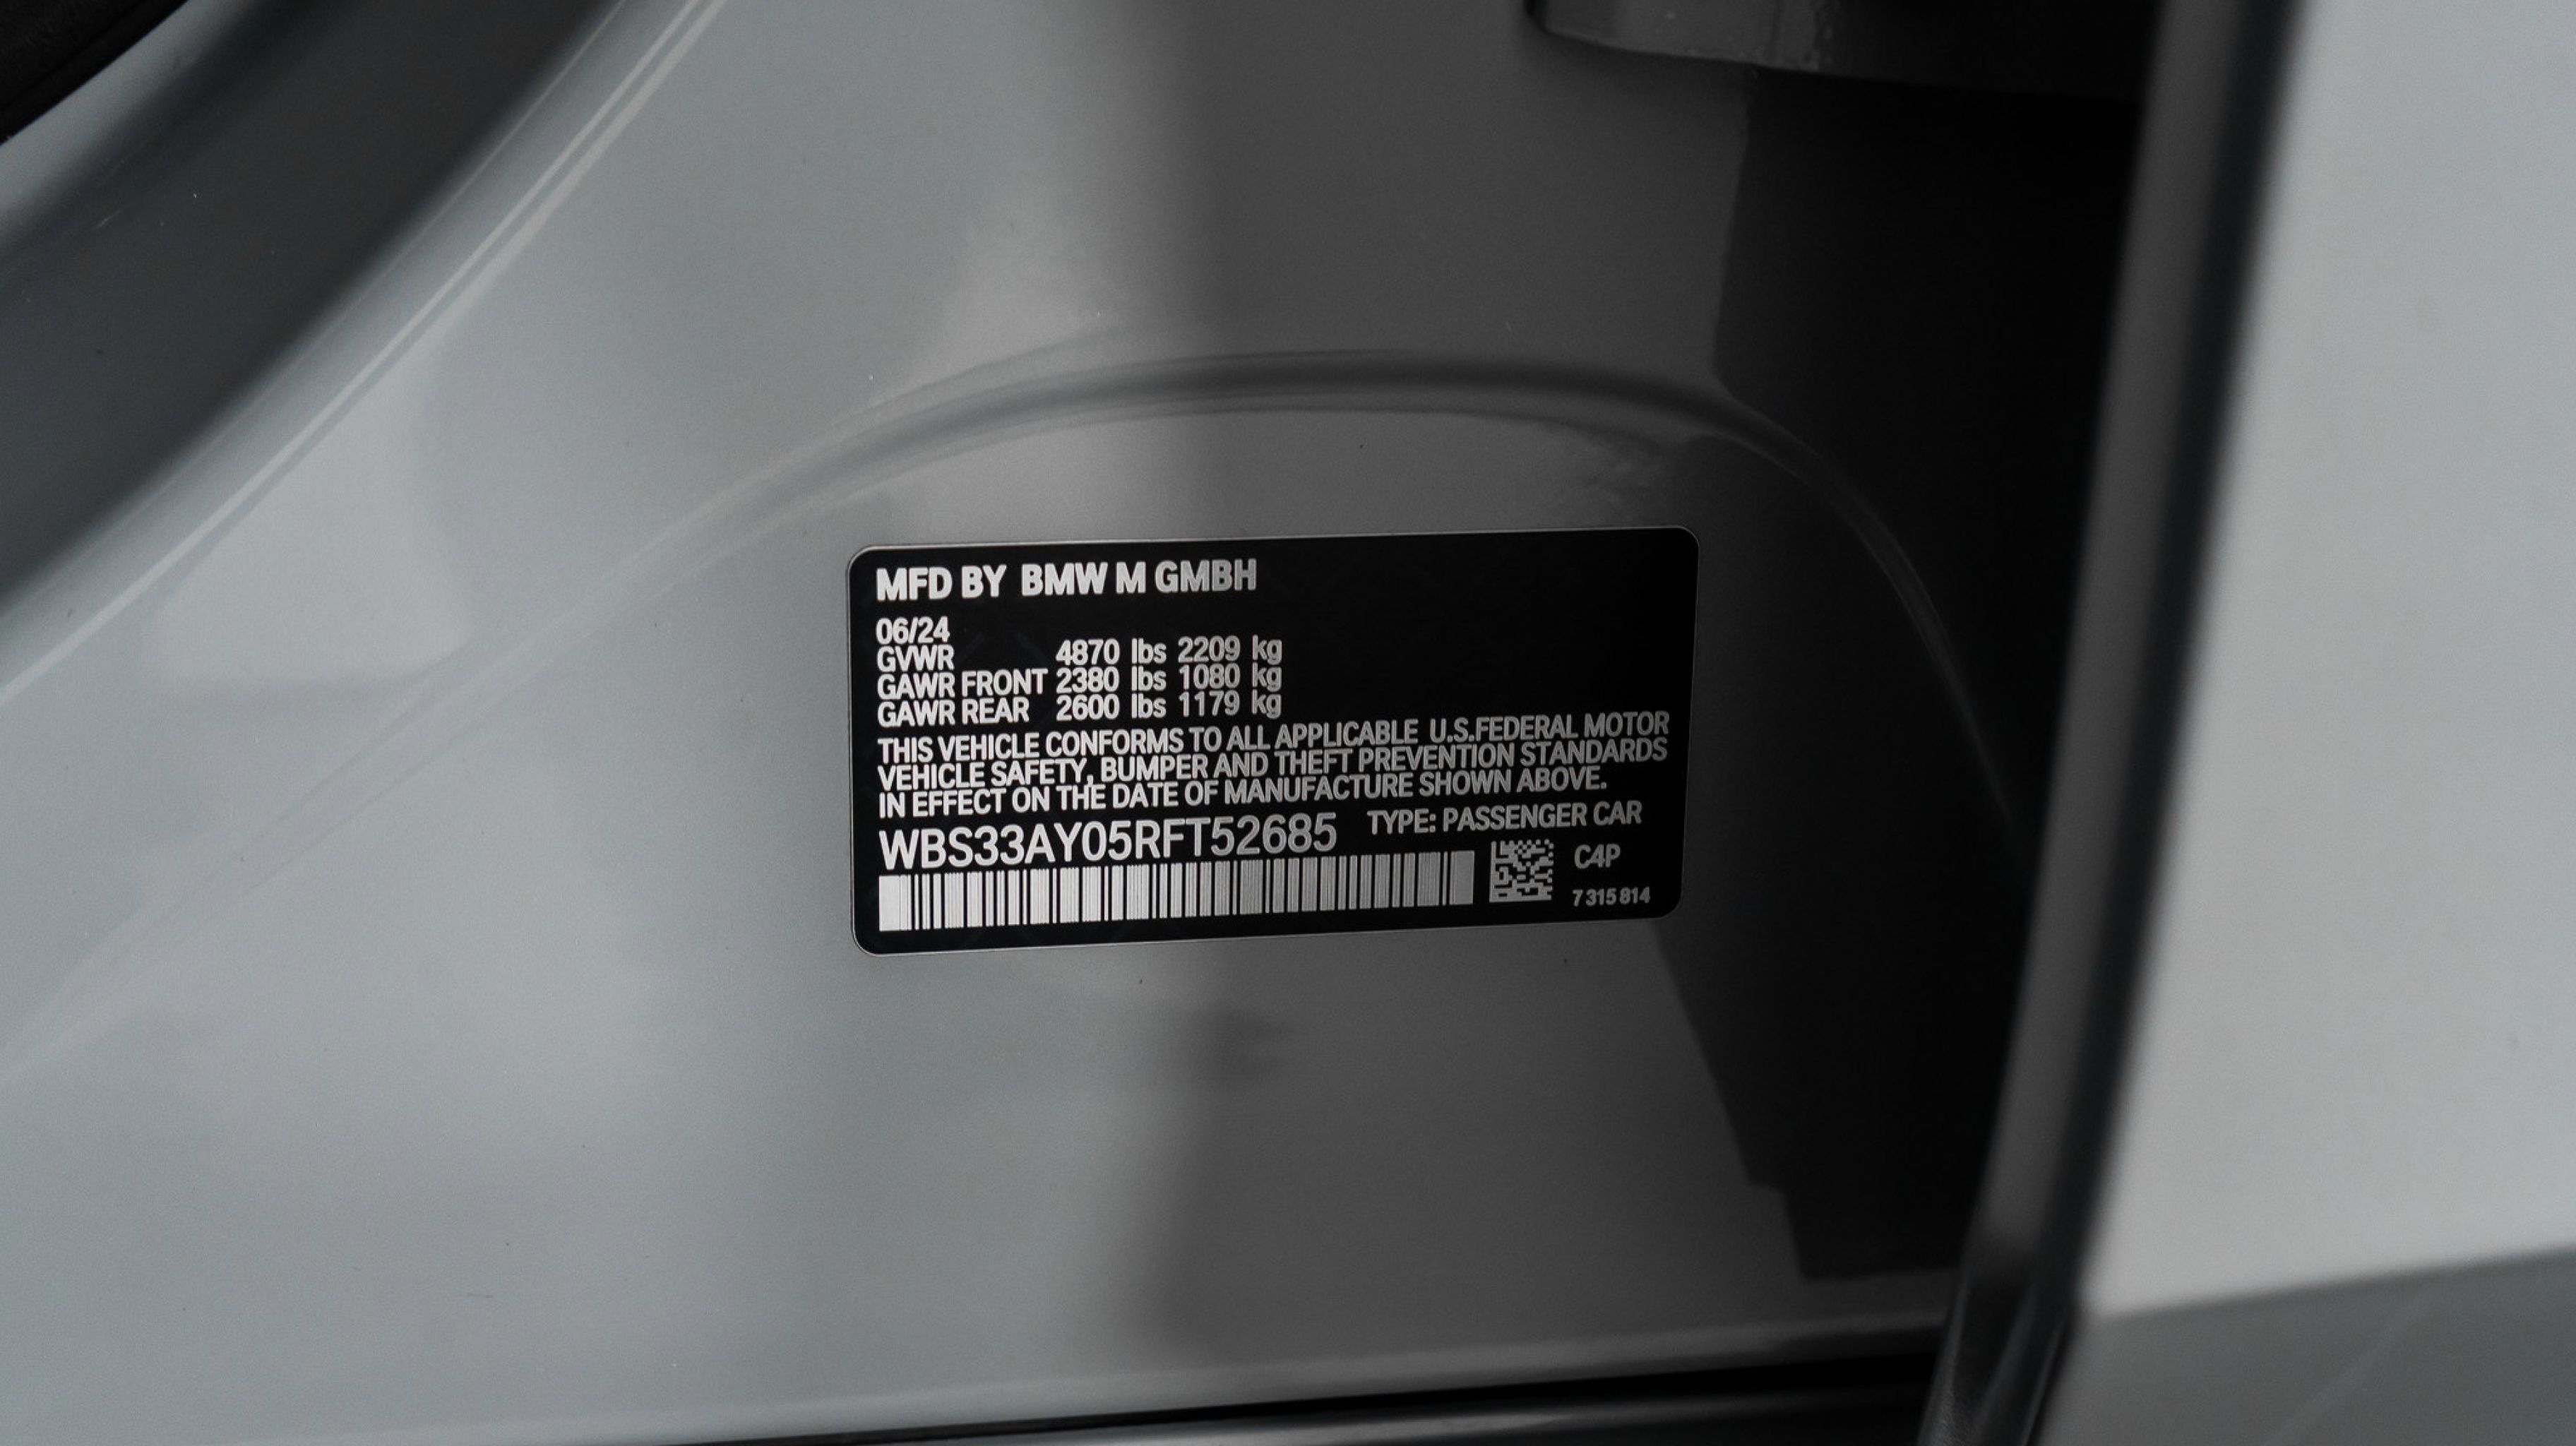 MFD BY BMW M GMBH
06/24
GVWR 4870 lbs 2209 kg
GAWR FRONT 2380 lbs 1080 kg
GAWR REAR 2600 lbs 1179 kg
THIS VEHICLE CONFORMS TO ALL APPLICABLE U.S.FEDERAL MOTOR
VEHICLE SAFETY, BUMPER AND THEFT PREVENTION STANDARDS
IN EFFECT ON THE DATE OF MANUFACTURE SHOWN ABOVE.
WBS33AY05RFT52685 TYPE: PASSENGER CAR
C4P
7 315 814